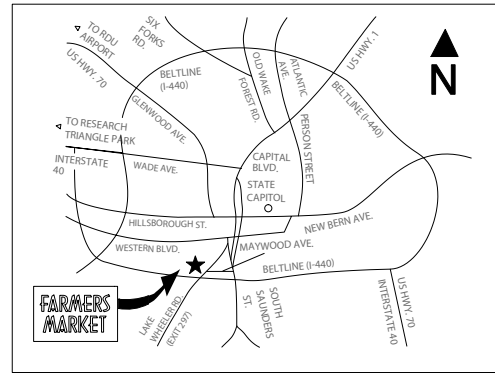 TO RDU
AIRPORT
US HWY. 70
SIX
FORKS
RD.
BELTLINE
(I-440)
OLD WAKE
FOREST RD.
ATLANTIC
AVE.
US HWY. 1
BELTLINE (I-440)
N
GLENWOOD AVE.
TO RESEARCH
TRIANGLE PARK
INTERSTATE
40
WADE AVE.
CAPITAL
BLVD.
PERSON STREET
STATE
CAPITOL
HILLSBOROUGH ST.
NEW BERN AVE.
WESTERN BLVD.
MAYWOOD AVE.
BELTLINE (I-440)
FARMERS
MARKET
LAKE
WHEELER RD
(EXIT 297)
SOUTH
SAUNDERS
ST.
US HWY. 70
INTERSTATE
40